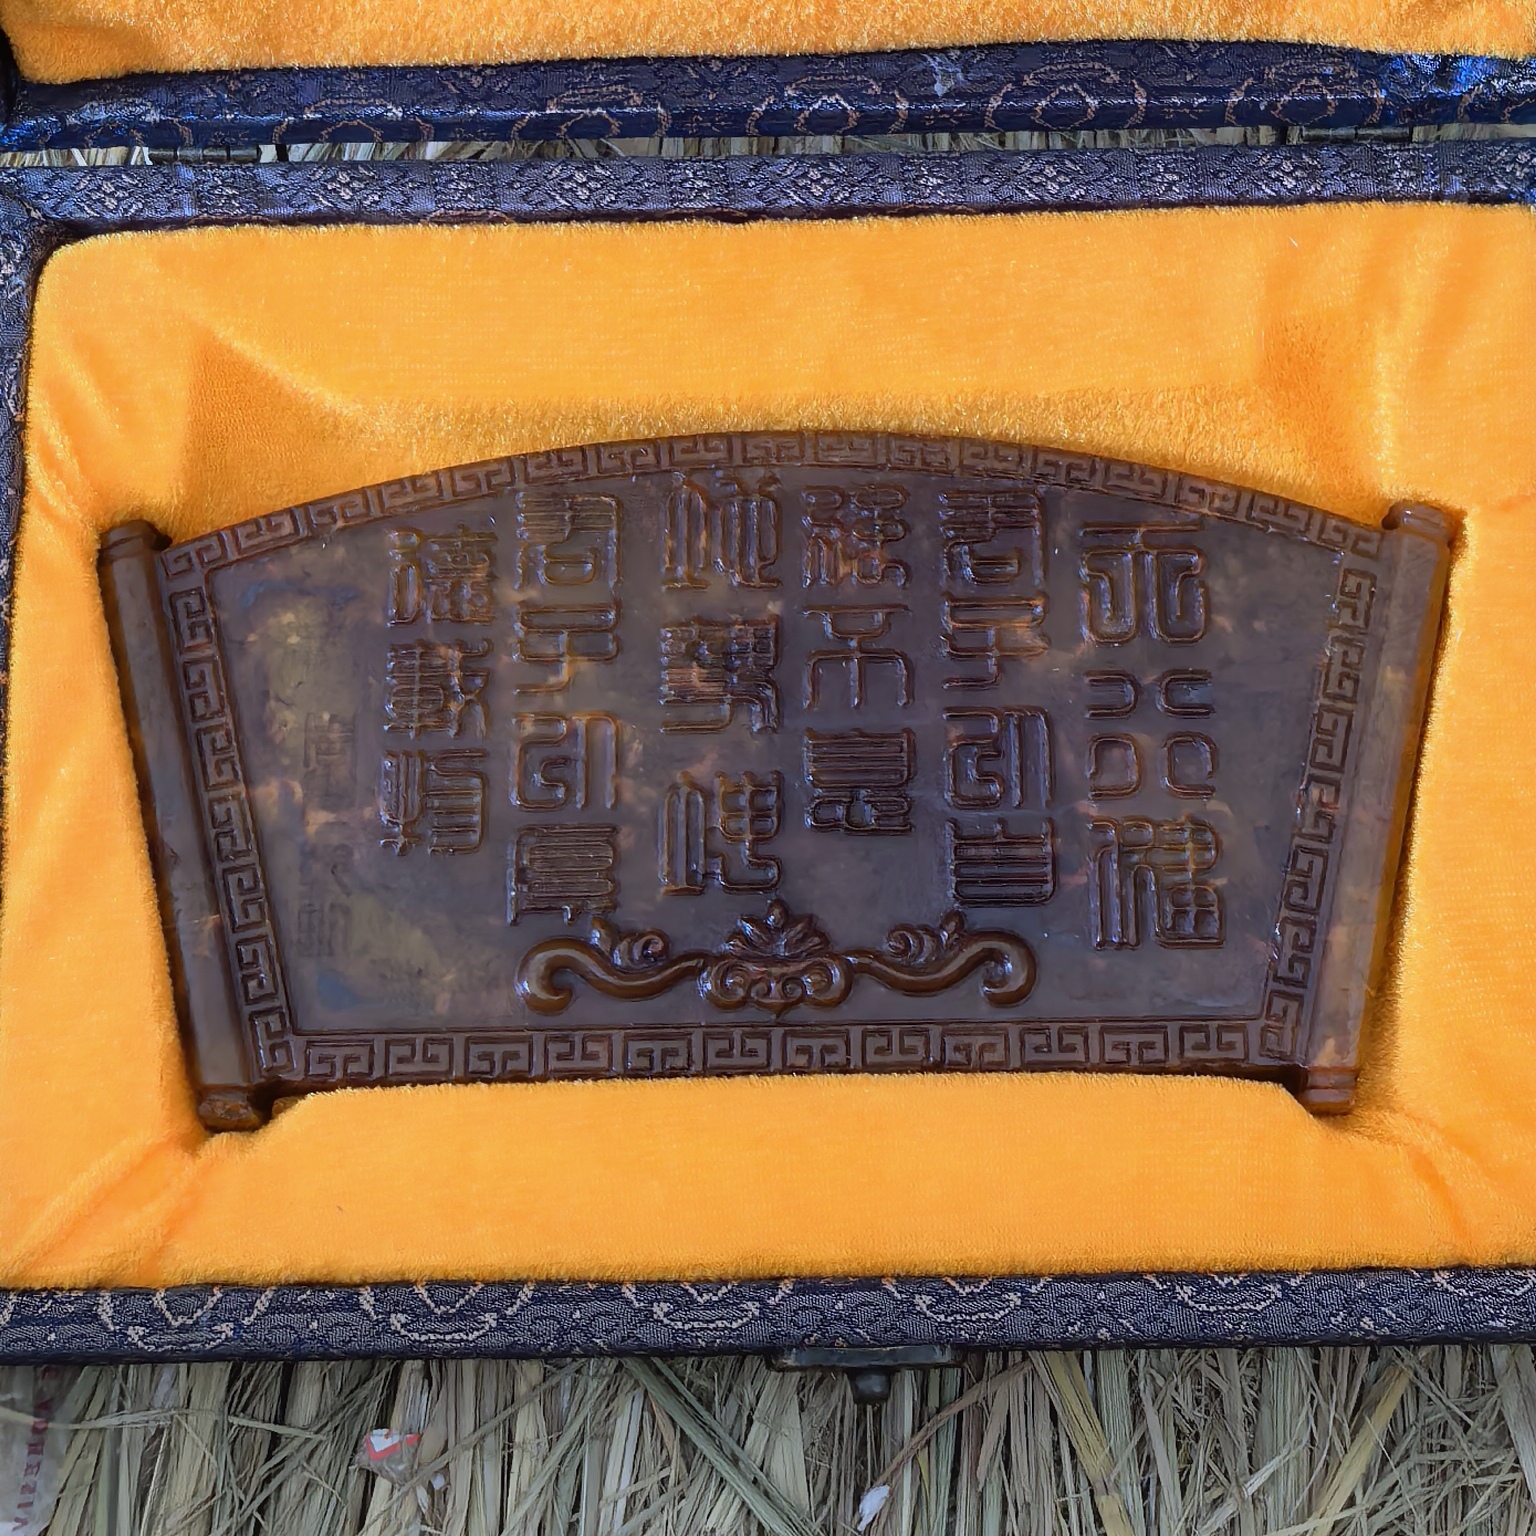 天行健
君子以自
強不息
地勢坤
君子以厚
德載物